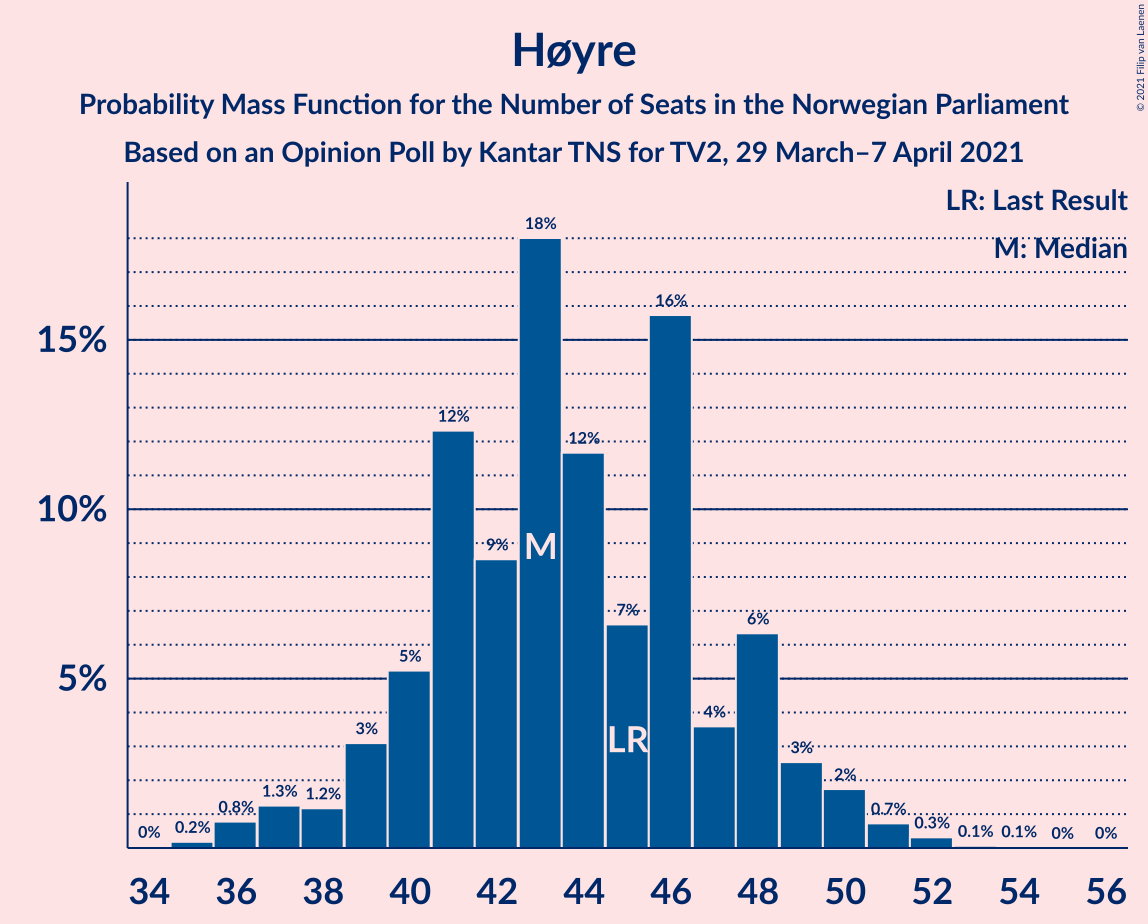 Høyre
Probability Mass Function for the Number of Seats in the Norwegian Parliament
Based on an Opinion Poll by Kantar TNS for TV2, 29 March–7 April 2021
© 2021 Filip van Laenen
LR: Last Result
M: Median
15%
10%
5%
0%
0.2%
0.8%
1.3%
1.2%
3%
5%
12%
9%
18%
12%
7%
16%
4%
6%
3%
2%
0.7%
0.3%
0.1%
0.1%
0%
0%
M
LR
34 36 38 40 42 44 46 48 50 52 54 56